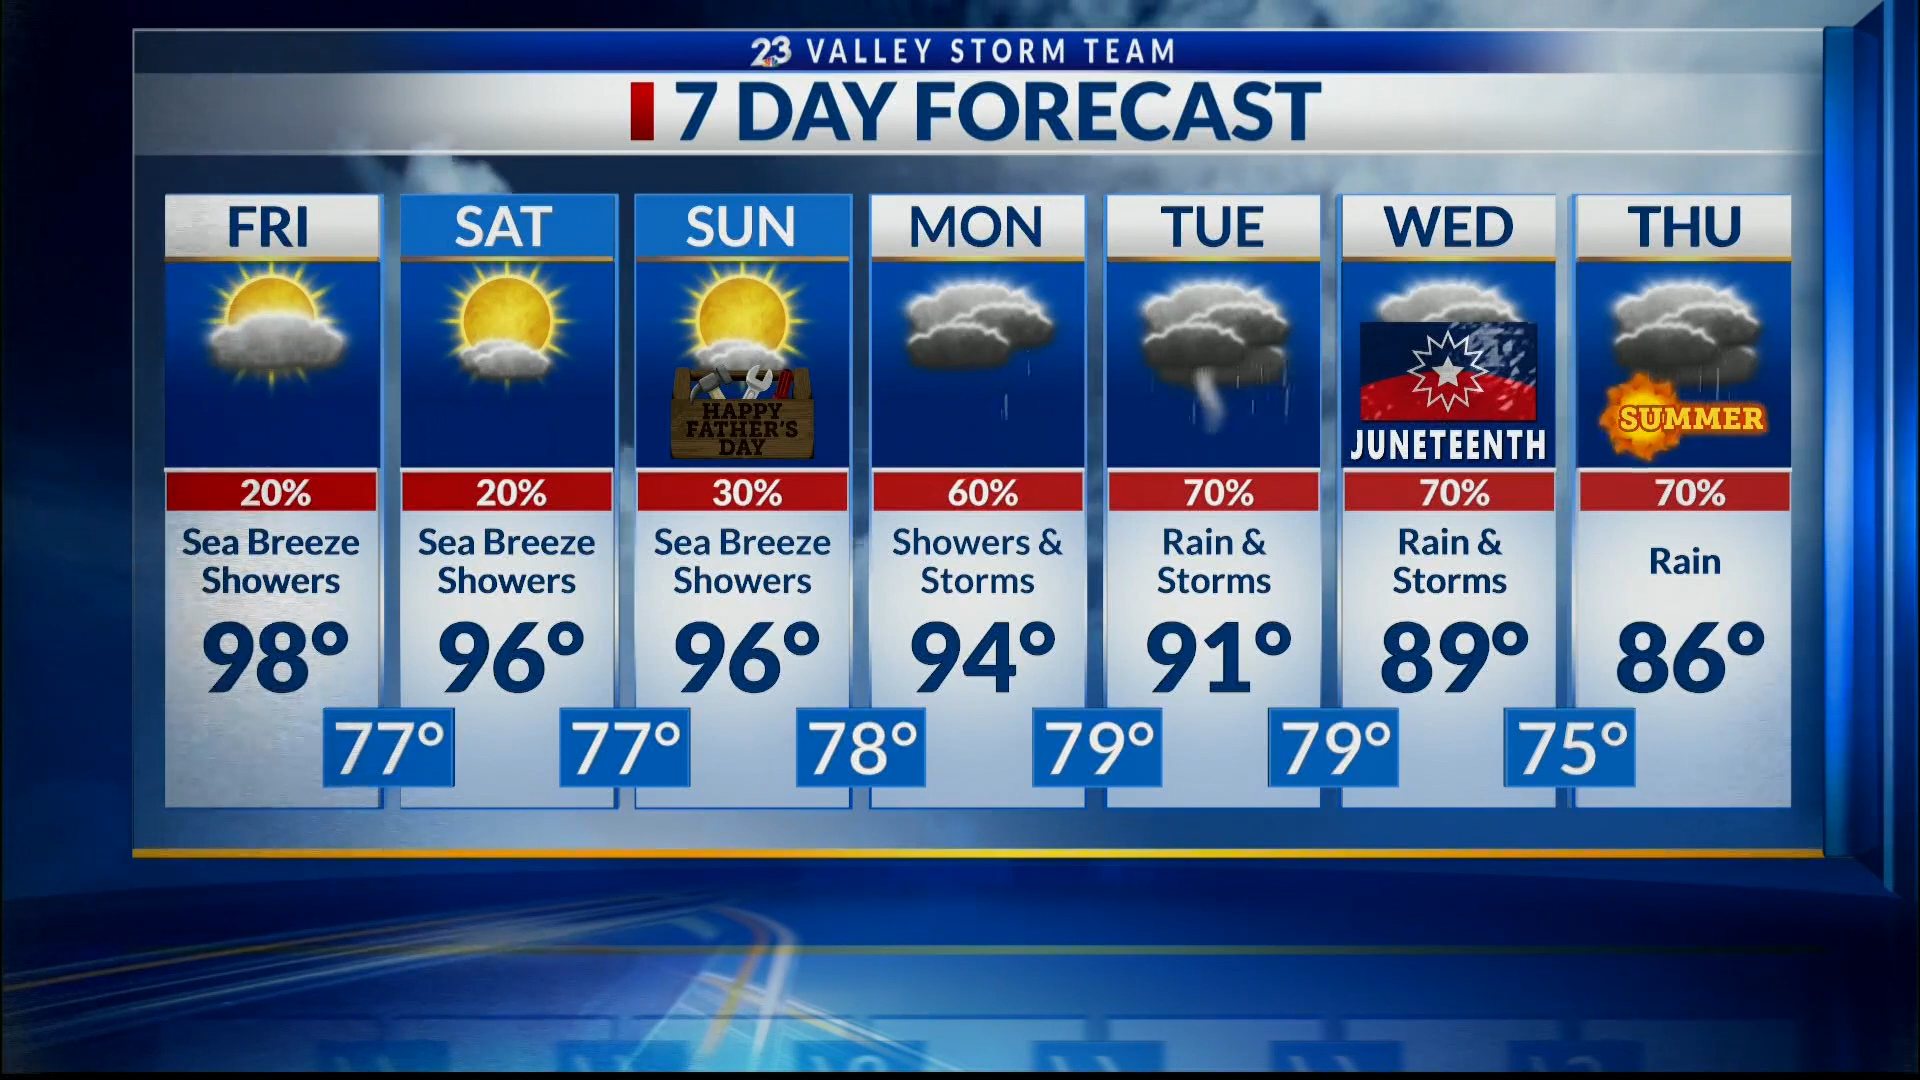 23 VALLEY STORM TEAM
7 DAY FORECAST
FRI
SAT
SUN
MON
TUE
WED
THU
HAPPY
FATHER'S
DAY
JUNETEENTH
SUMMER
20%
20%
30%
60%
70%
70%
70%
Sea Breeze
Showers
Sea Breeze
Showers
Sea Breeze
Showers
Showers &
Storms
Rain &
Storms
Rain &
Storms
Rain
98°
96°
96°
94°
91°
89°
86°
77°
77°
78°
79°
79°
75°